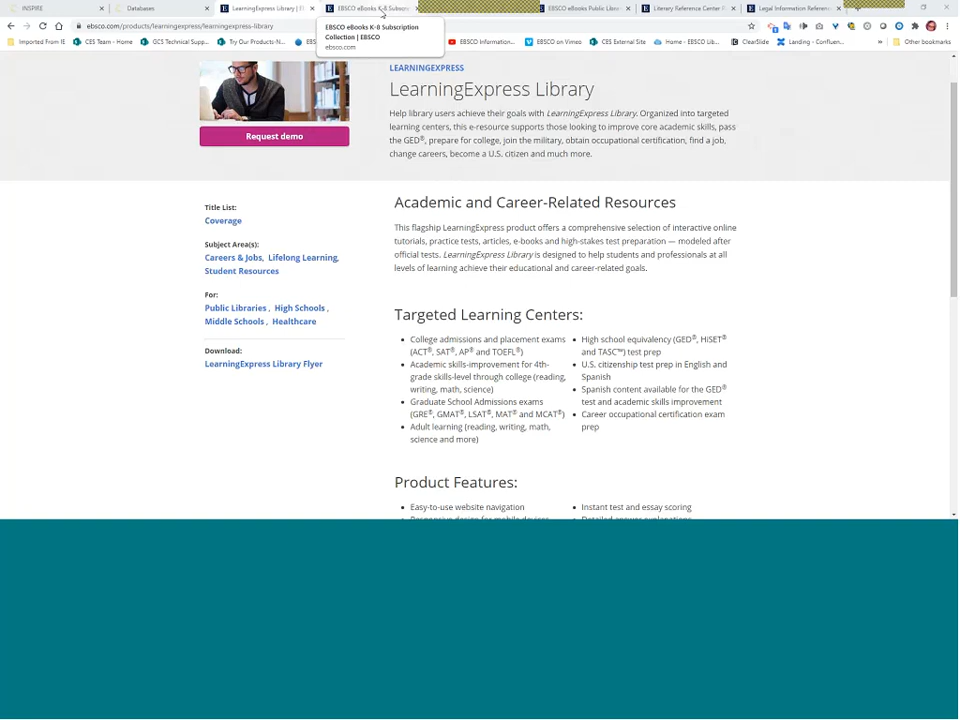 INSPIRE
Databases
LearningExpress Library | E
EBSCO eBooks K-8 Subscr
EBSCO eBooks Public Libr
Literary Reference Center P
Legal Information Referen
ebsco.com/products/learningexpress/learningexpress-library
EBSCO eBooks K-8 Subscription
Collection | EBSCO
ebsco.com
Imported From IE
CES Team - Home
GCS Technical Supp...
Try Our Products-N...
EBSCO Information...
EBSCO on Vimeo
CES External Site
Home - EBSCO Lib...
ClearSlide
Landing - Confluen...
»
Other bookmarks
LEARNINGEXPRESS
LearningExpress Library
Help library users achieve their goals with LearningExpress Library. Organized into targeted
learning centers, this e-resource supports those looking to improve core academic skills, pass
the GED®, prepare for college, join the military, obtain occupational certification, find a job,
change careers, become a U.S. citizen and much more.
Request demo
Title List:
Coverage
Subject Area(s):
Careers & Jobs, Lifelong Learning,
Student Resources
For:
Public Libraries , High Schools ,
Middle Schools , Healthcare
Download:
LearningExpress Library Flyer
Academic and Career-Related Resources
This flagship LearningExpress product offers a comprehensive selection of interactive online
tutorials, practice tests, articles, e-books and high-stakes test preparation — modeled after
official tests. LearningExpress Library is designed to help students and professionals at all
levels of learning achieve their educational and career-related goals.
Targeted Learning Centers:
• College admissions and placement exams
(ACT®, SAT®, AP® and TOEFL®)
• Academic skills-improvement for 4th-
grade skills-level through college (reading,
writing, math, science)
• Graduate School Admissions exams
(GRE®, GMAT®, LSAT®, MAT® and MCAT®)
• Adult learning (reading, writing, math,
science and more)
• High school equivalency (GED®, HiSET®
and TASC™) test prep
• U.S. citizenship test prep in English and
Spanish
• Spanish content available for the GED®
test and academic skills improvement
• Career occupational certification exam
prep
Product Features:
• Easy-to-use website navigation
• Responsive design for mobile devices
• Instant test and essay scoring
• Detailed answer explanations